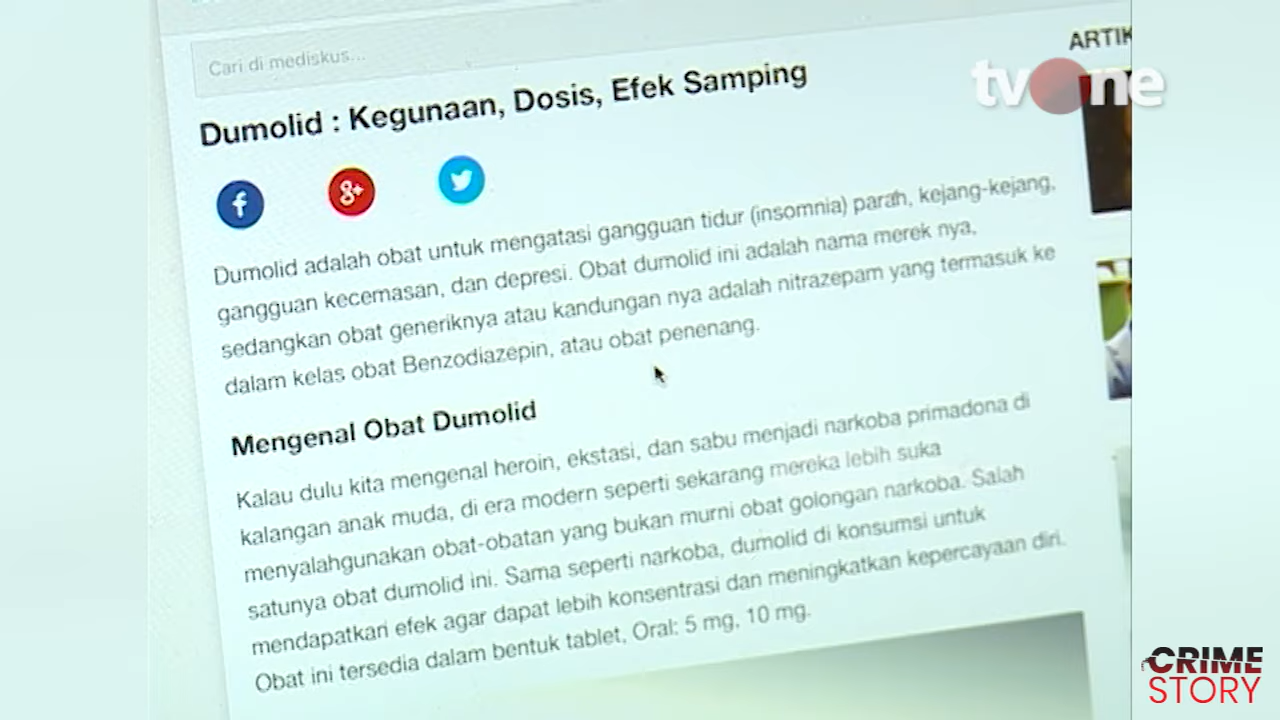 Cari di mediskus...
ARTIK
tvOne
Dumolid : Kegunaan, Dosis, Efek Samping
Dumolid adalah obat untuk mengatasi gangguan tidur (insomnia) parah, kejang-kejang,
gangguan kecemasan, dan depresi. Obat dumolid ini adalah nama merek nya,
sedangkan obat generiknya atau kandungan nya adalah nitrazepam yang termasuk ke
dalam kelas obat Benzodiazepin, atau obat penenang.
Mengenal Obat Dumolid
Kalau dulu kita mengenal heroin, ekstasi, dan sabu menjadi narkoba primadona di
kalangan anak muda, di era modern seperti sekarang mereka lebih suka
menyalahgunakan obat-obatan yang bukan murni obat golongan narkoba. Salah
satunya obat dumolid ini. Sama seperti narkoba, dumolid di konsumsi untuk
mendapatkan efek agar dapat lebih konsentrasi dan meningkatkan kepercayaan diri.
Obat ini tersedia dalam bentuk tablet, Oral: 5 mg, 10 mg.
CRIME
STORY